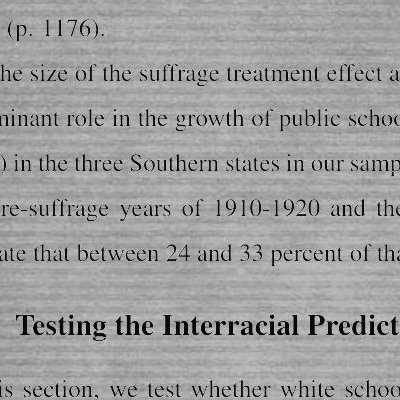 (p. 1176).
he size of the suffrage treatment effect a
minant role in the growth of public schoo
) in the three Southern states in our samp
re-suffrage years of 1910-1920 and the
ate that between 24 and 33 percent of tha
Testing the Interracial Predict
is section, we test whether white schoo